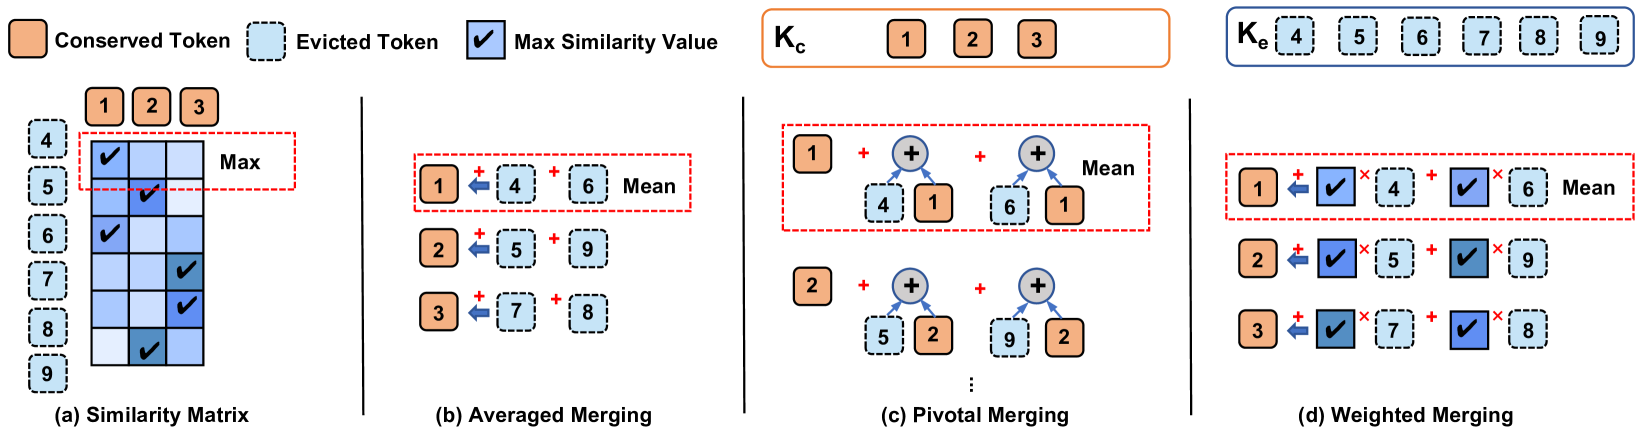 Conserved Token
Evicted Token
✔ Max Similarity Value
Kc 1 2 3
Ke 4 5 6 7 8 9
1 2 3
4
5
6
7
8
9
✔
✔
✔
✔
✔
✔
Max
(a) Similarity Matrix
1 + 4 + 6 Mean
2 + 5 + 9
3 + 7 + 8
(b) Averaged Merging
1 + + + + Mean
4 1 6 1
2 + + + +
5 2 9 2
...
(c) Pivotal Merging
1 + ✔ × 4 + ✔ × 6 Mean
2 + ✔ × 5 + ✔ × 9
3 + ✔ × 7 + ✔ × 8
(d) Weighted Merging